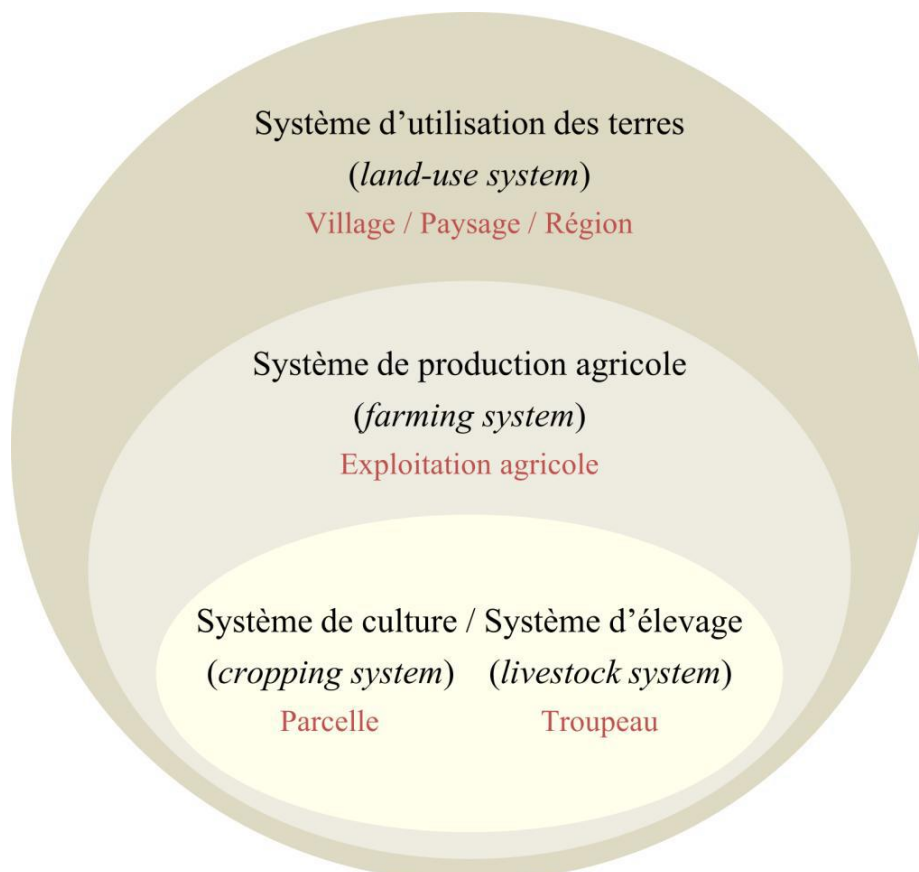 Système d’utilisation des terres
(land-use system)
Village / Paysage / Région
Système de production agricole
(farming system)
Exploitation agricole
Système de culture / Système d’élevage
(cropping system) (livestock system)
Parcelle Troupeau